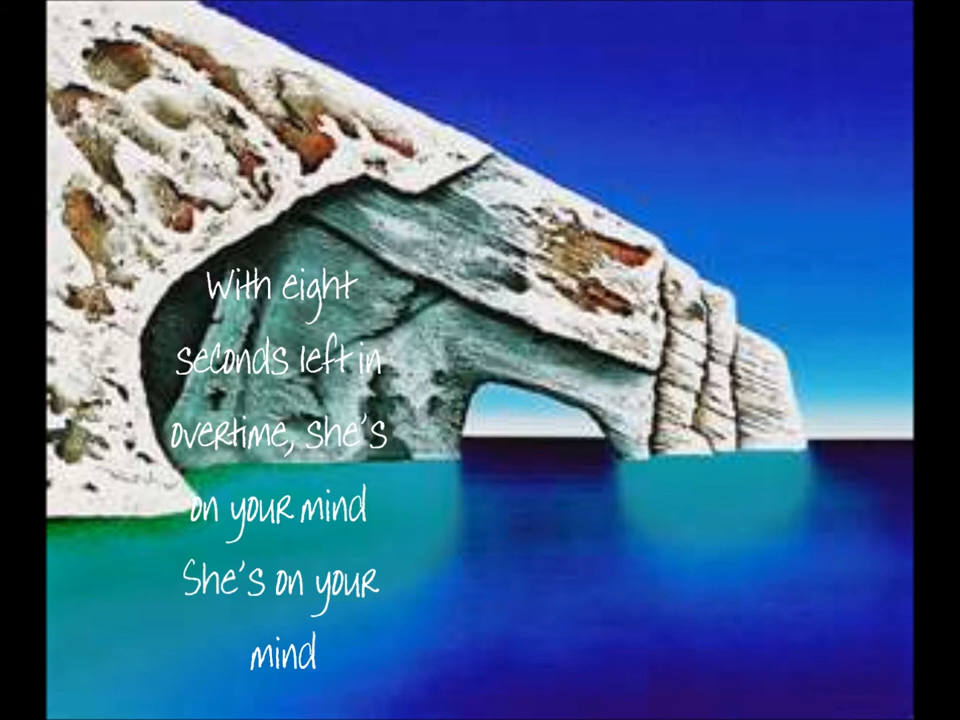 With eight
seconds left in
overtime, she's
on your mind
She's on your
mind